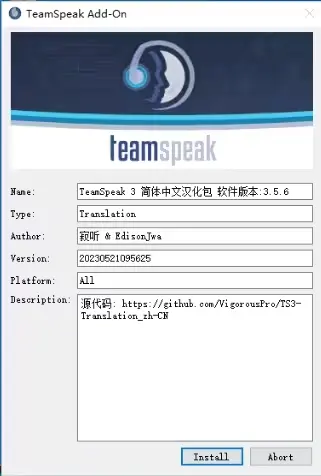 TeamSpeak Add-On
teamspeak
Name: TeamSpeak 3 简体中文汉化包 软件版本:3.5.6
Type: Translation
Author: 寂听 & EdisonJwa
Version: 20230521095625
Platform: All
Description: 源代码: https://github.com/VigorousPro/TS3-
Translation_zh-CN
Install Abort